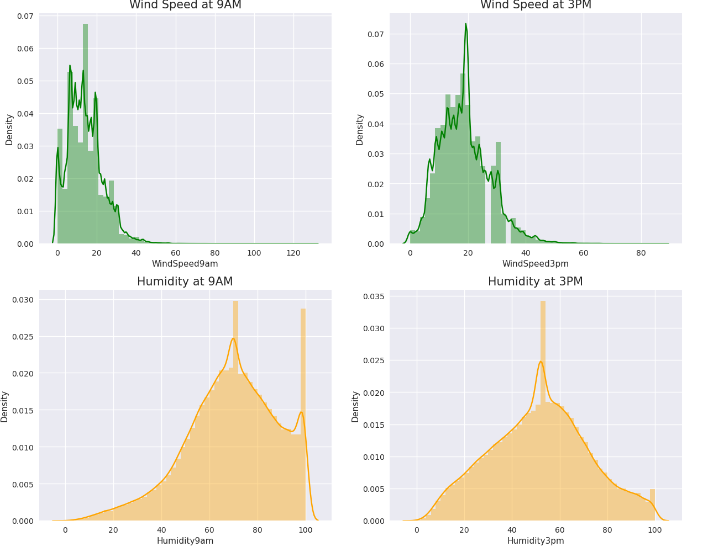 Wind Speed at 9AM
0.07
0.06
0.05
0.04
0.03
0.02
0.01
0.00
Density
0 20 40 60 80 100 120
WindSpeed9am
Wind Speed at 3PM
0.07
0.06
0.05
0.04
0.03
0.02
0.01
0.00
Density
0 20 40 60 80
WindSpeed3pm
Humidity at 9AM
0.030
0.025
0.020
0.015
0.010
0.005
0.000
Density
0 20 40 60 80 100
Humidity9am
Humidity at 3PM
0.035
0.030
0.025
0.020
0.015
0.010
0.005
0.000
Density
0 20 40 60 80 100
Humidity3pm